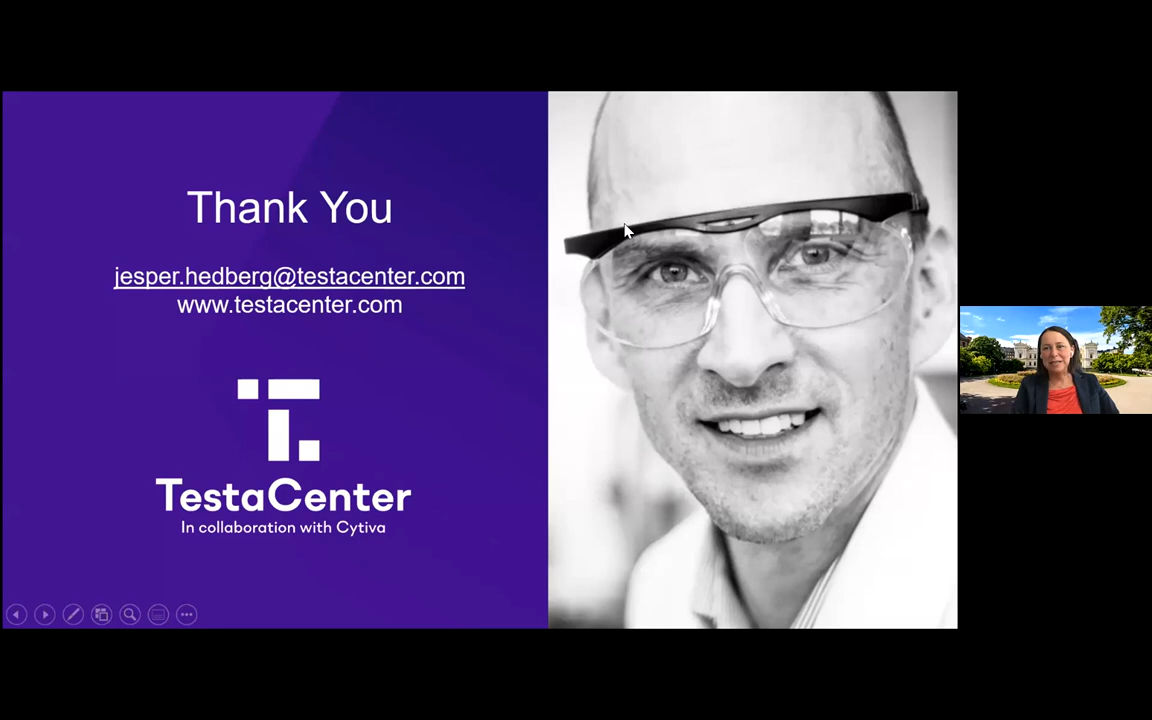 Thank You
jesper.hedberg@testacenter.com
www.testacenter.com
TestaCenter
In collaboration with Cytiva